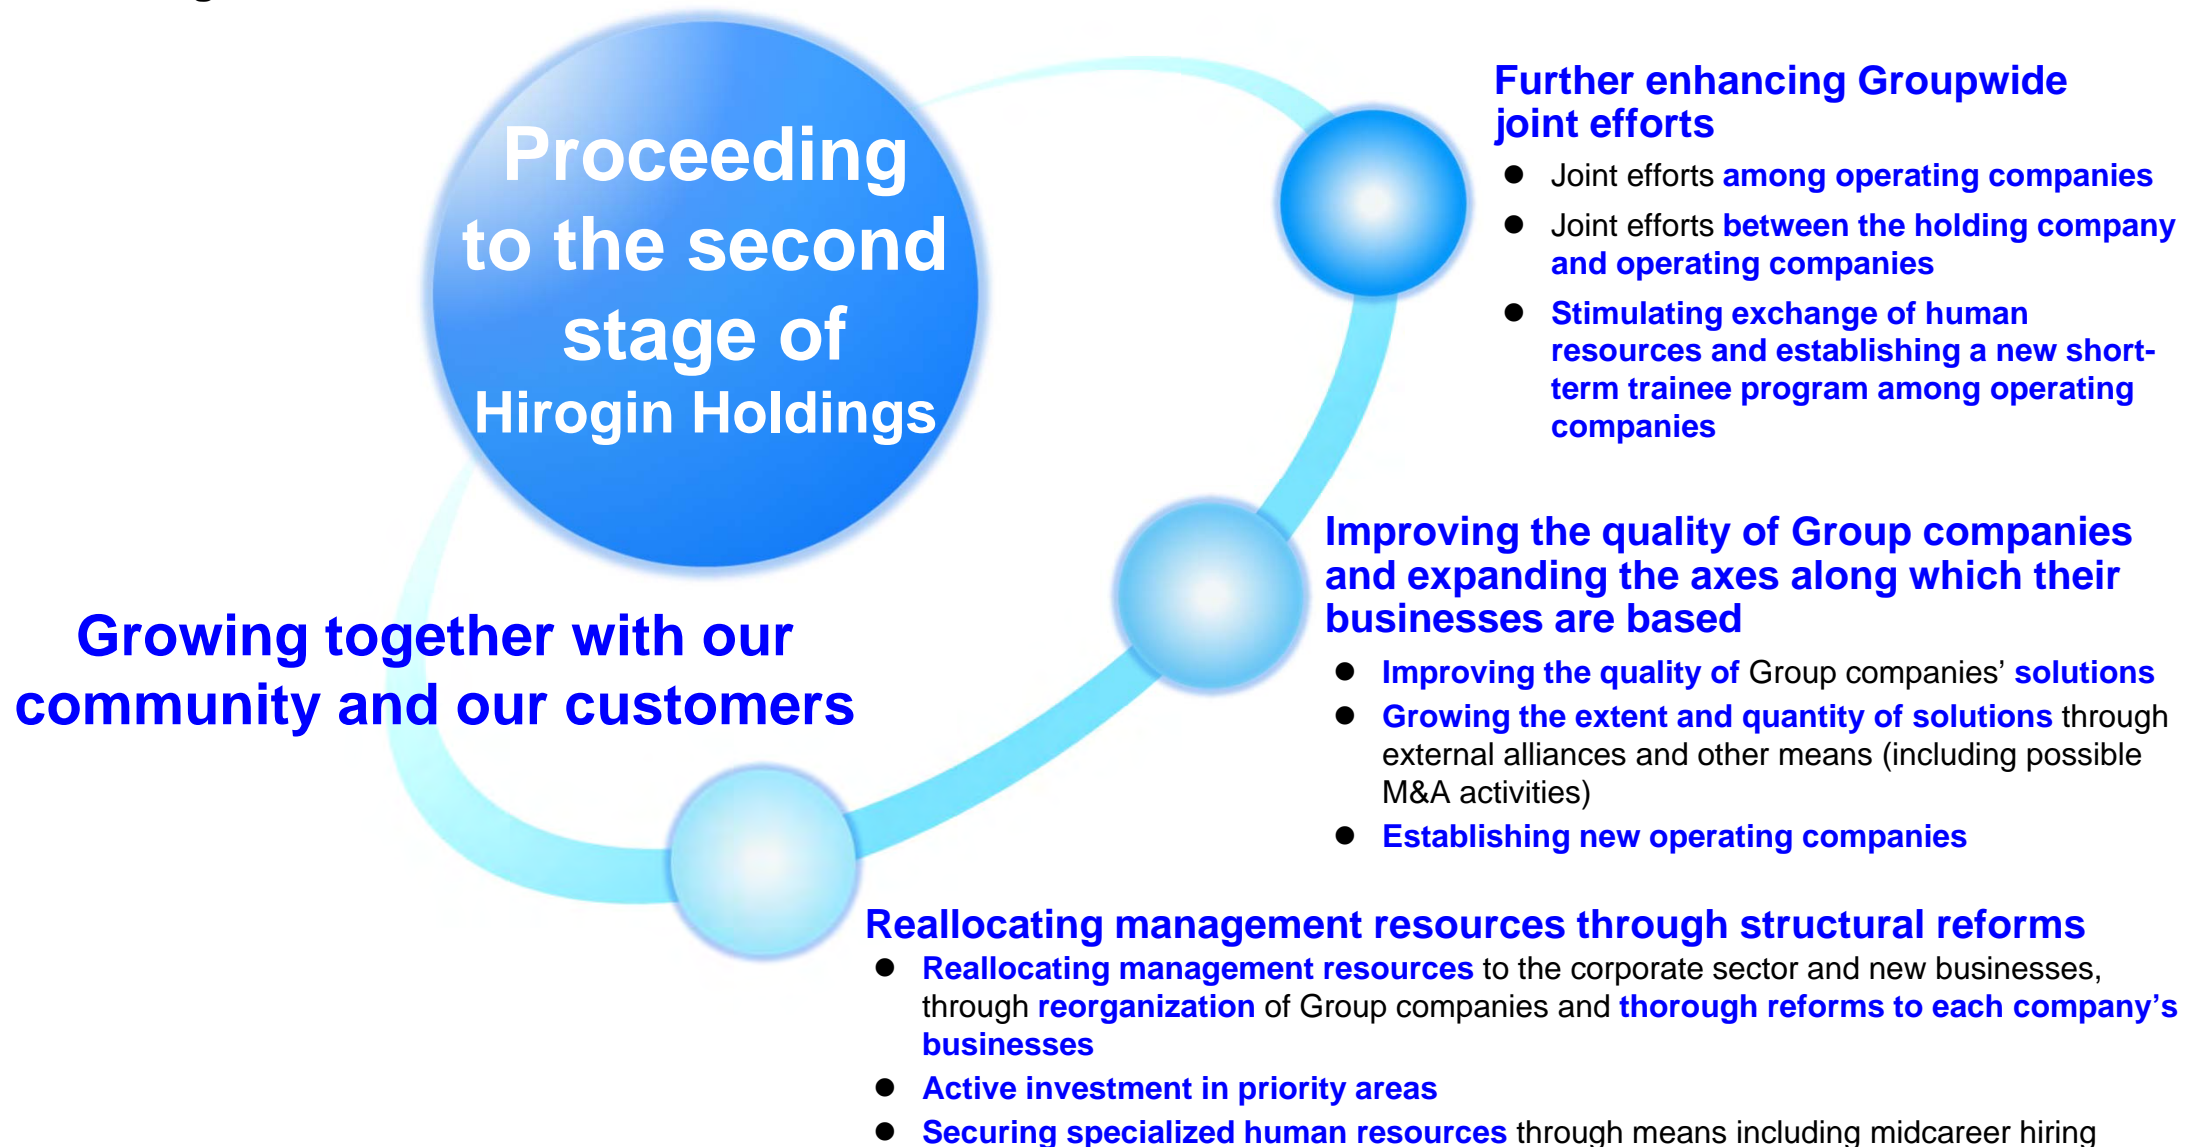 Proceeding
to the second
stage of
Hirogin Holdings
Growing together with our
community and our customers
Further enhancing Groupwide
joint efforts
● Joint efforts among operating companies
● Joint efforts between the holding company
and operating companies
● Stimulating exchange of human
resources and establishing a new short-
term trainee program among operating
companies
Improving the quality of Group companies
and expanding the axes along which their
businesses are based
● Improving the quality of Group companies’ solutions
● Growing the extent and quantity of solutions through
external alliances and other means (including possible
M&A activities)
● Establishing new operating companies
Reallocating management resources through structural reforms
● Reallocating management resources to the corporate sector and new businesses,
through reorganization of Group companies and thorough reforms to each company’s
businesses
● Active investment in priority areas
● Securing specialized human resources through means including midcareer hiring